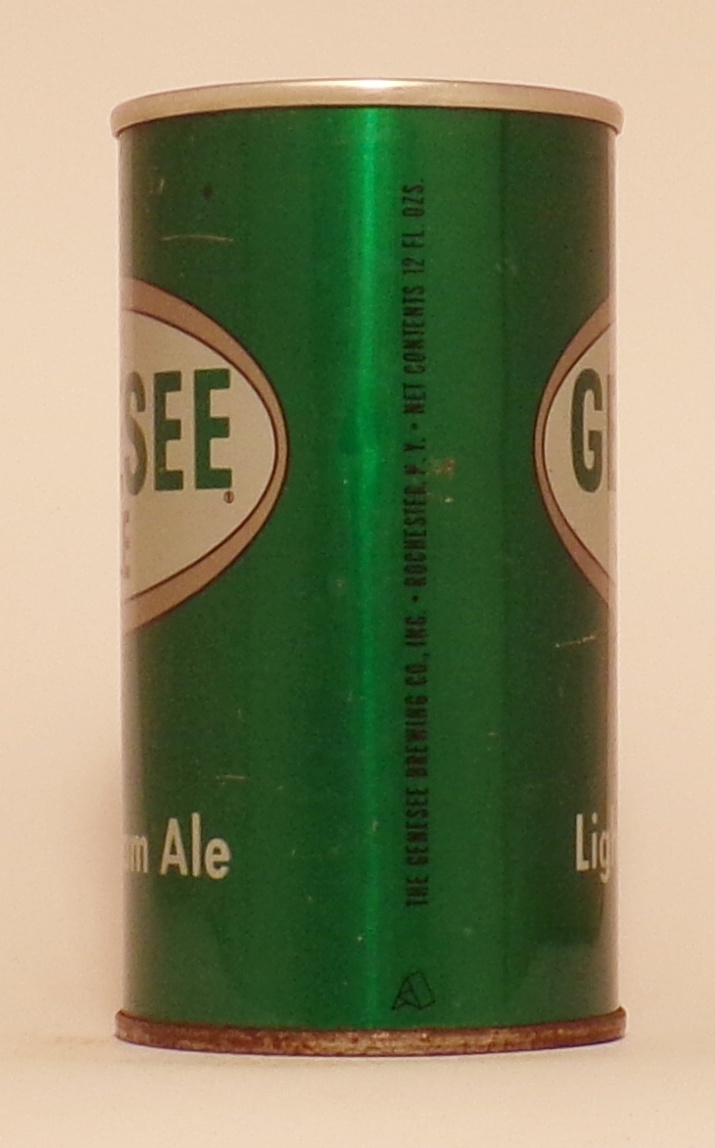 SEE®
m Ale
THE GENESEE BREWING CO., INC. • ROCHESTER, N.Y. • NET CONTENTS 12 FL. OZS.
G
Lig